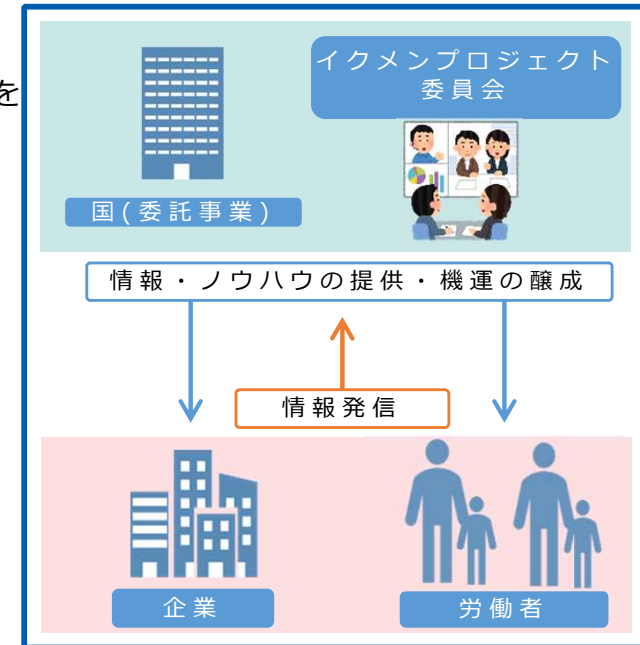 を
イクメンプロジェクト
委員会
国(委託事業)
情報・ノウハウの提供・機運の醸成
情報発信
企業
労働者